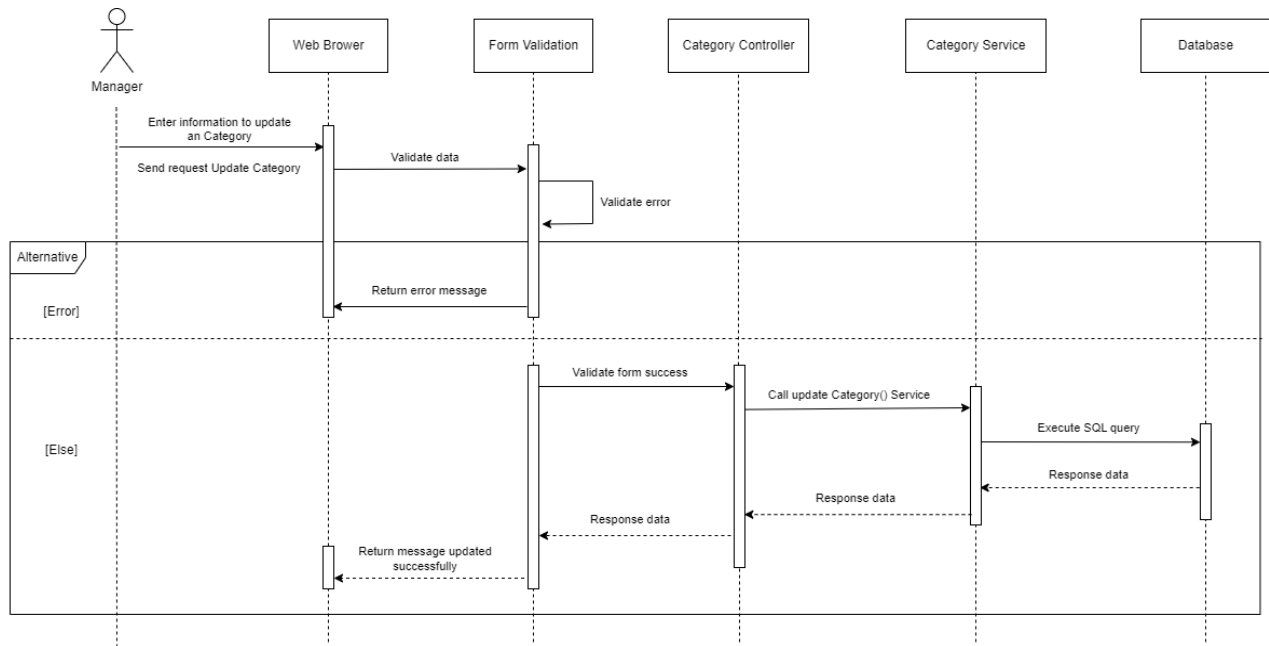 Manager
Web Brower
Form Validation
Category Controller
Category Service
Database
Enter information to update
an Category
Send request Update Category
Validate data
Validate error
Alternative
Return error message
[Error]
Validate form success
Call update Category() Service
Execute SQL query
[Else]
Response data
Response data
Response data
Return message updated
successfully